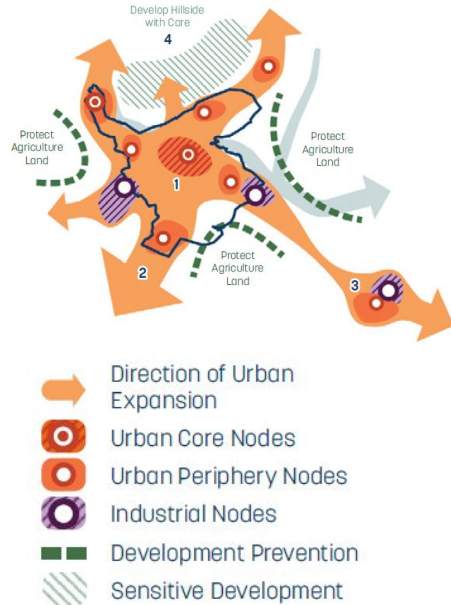 Develop Hillside
with Care
4
Protect
Agriculture
Land
Protect
Agriculture
Land
1
Protect
Agriculture
Land
2
3
Direction of Urban
Expansion
Urban Core Nodes
Urban Periphery Nodes
Industrial Nodes
Development Prevention
Sensitive Development